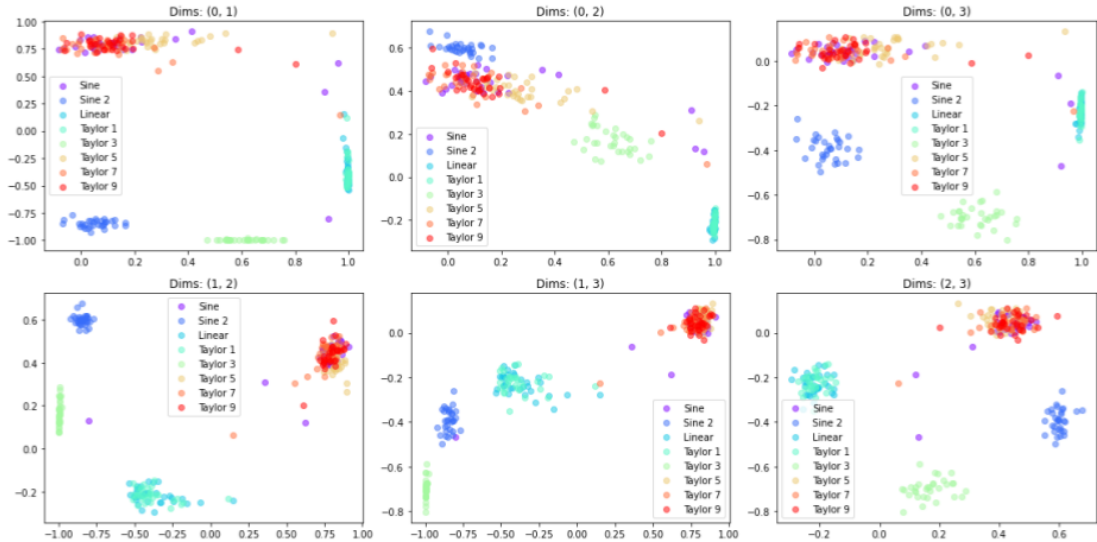 Dims: (0, 1)
1.00
0.75
0.50
0.25
0.00
−0.25
−0.50
−0.75
−1.00
0.0 0.2 0.4 0.6 0.8 1.0
Sine
Sine 2
Linear
Taylor 1
Taylor 3
Taylor 5
Taylor 7
Taylor 9
Dims: (0, 2)
0.6
0.4
0.2
0.0
−0.2
0.0 0.2 0.4 0.6 0.8 1.0
Sine
Sine 2
Linear
Taylor 1
Taylor 3
Taylor 5
Taylor 7
Taylor 9
Dims: (0, 3)
0.0
−0.2
−0.4
−0.6
−0.8
0.0 0.2 0.4 0.6 0.8 1.0
Sine
Sine 2
Linear
Taylor 1
Taylor 3
Taylor 5
Taylor 7
Taylor 9
Dims: (1, 2)
0.6
0.4
0.2
0.0
−0.2
−1.00 −0.75 −0.50 −0.25 0.00 0.25 0.50 0.75 1.00
Sine
Sine 2
Linear
Taylor 1
Taylor 3
Taylor 5
Taylor 7
Taylor 9
Dims: (1, 3)
0.0
−0.2
−0.4
−0.6
−0.8
−1.00 −0.75 −0.50 −0.25 0.00 0.25 0.50 0.75 1.00
Sine
Sine 2
Linear
Taylor 1
Taylor 3
Taylor 5
Taylor 7
Taylor 9
Dims: (2, 3)
0.0
−0.2
−0.4
−0.6
−0.8
−0.2 0.0 0.2 0.4 0.6
Sine
Sine 2
Linear
Taylor 1
Taylor 3
Taylor 5
Taylor 7
Taylor 9